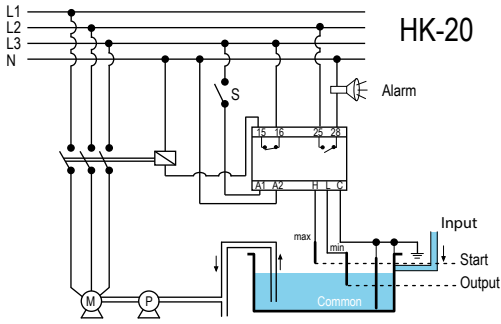 L1
L2
L3
N
HK-20
Alarm
S
15 16 25 28
A1 A2 H L C
max
min
Input
Start
Output
Common
M
P